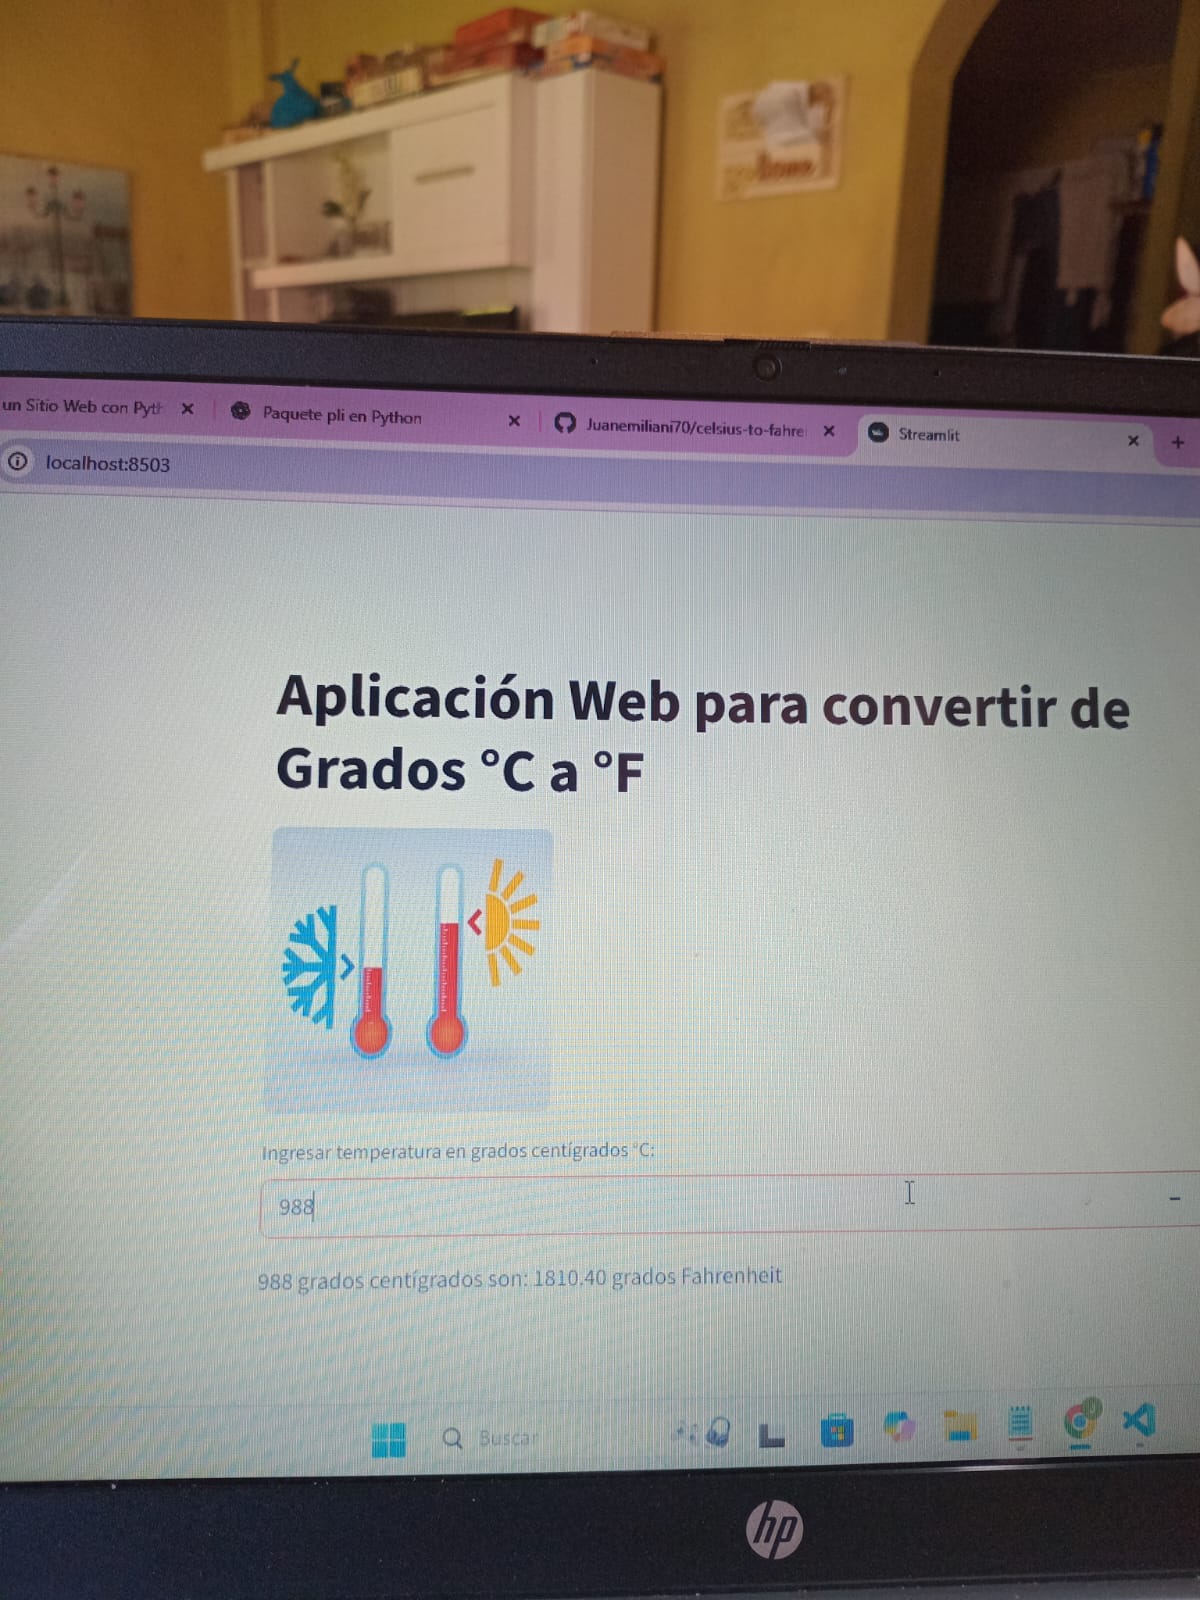 un Sitio Web con Pyth
Paquete pli en Python
Juanemiliani70/celsius-to-fahre
Streamlit
localhost:8503
Aplicación Web para convertir de
Grados °C a °F
Ingresar temperatura en grados centígrados °C:
988
988 grados centígrados son: 1810.40 grados Fahrenheit
Buscar
hp